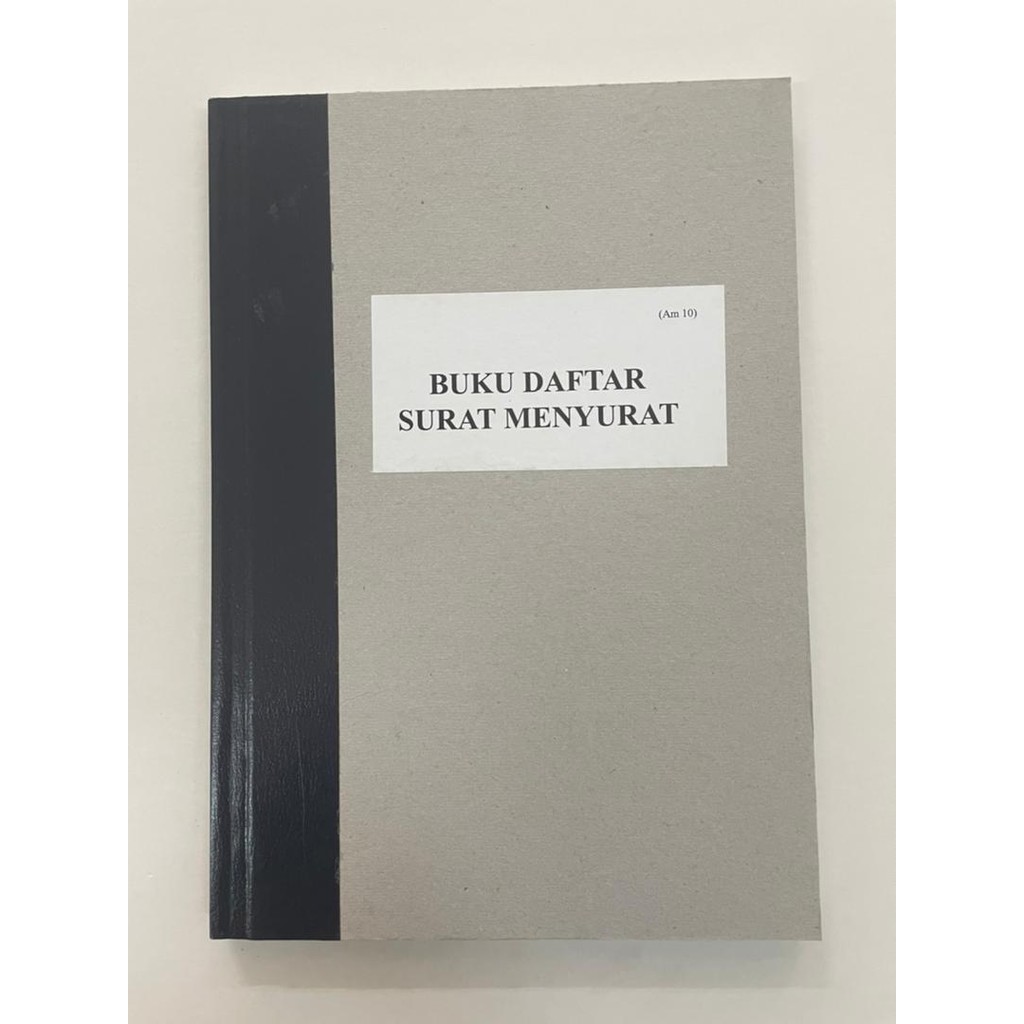 (Am 10)
BUKU DAFTAR
SURAT MENYURAT